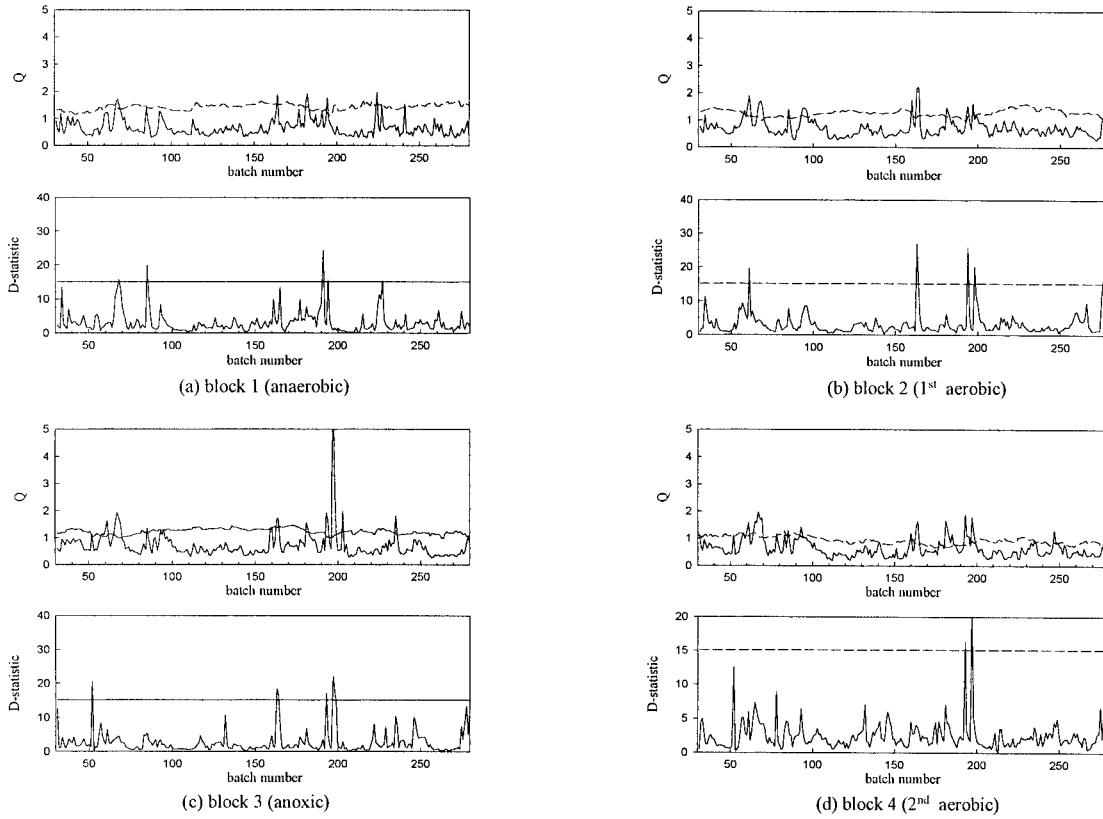 5
4
3
2
1
0
Q
50 100 150 200 250
batch number
40
30
20
10
0
D-statistic
50 100 150 200 250
batch number
(a) block 1 (anaerobic)
5
4
3
2
1
0
Q
50 100 150 200 250
batch number
40
30
20
10
0
D-statistic
50 100 150 200 250
batch number
(b) block 2 (1st aerobic)
5
4
3
2
1
0
Q
50 100 150 200 250
batch number
40
30
20
10
0
D-statistic
50 100 150 200 250
batch number
(c) block 3 (anoxic)
5
4
3
2
1
0
Q
50 100 150 200 250
batch number
20
15
10
5
0
D-statistic
50 100 150 200 250
batch number
(d) block 4 (2nd aerobic)